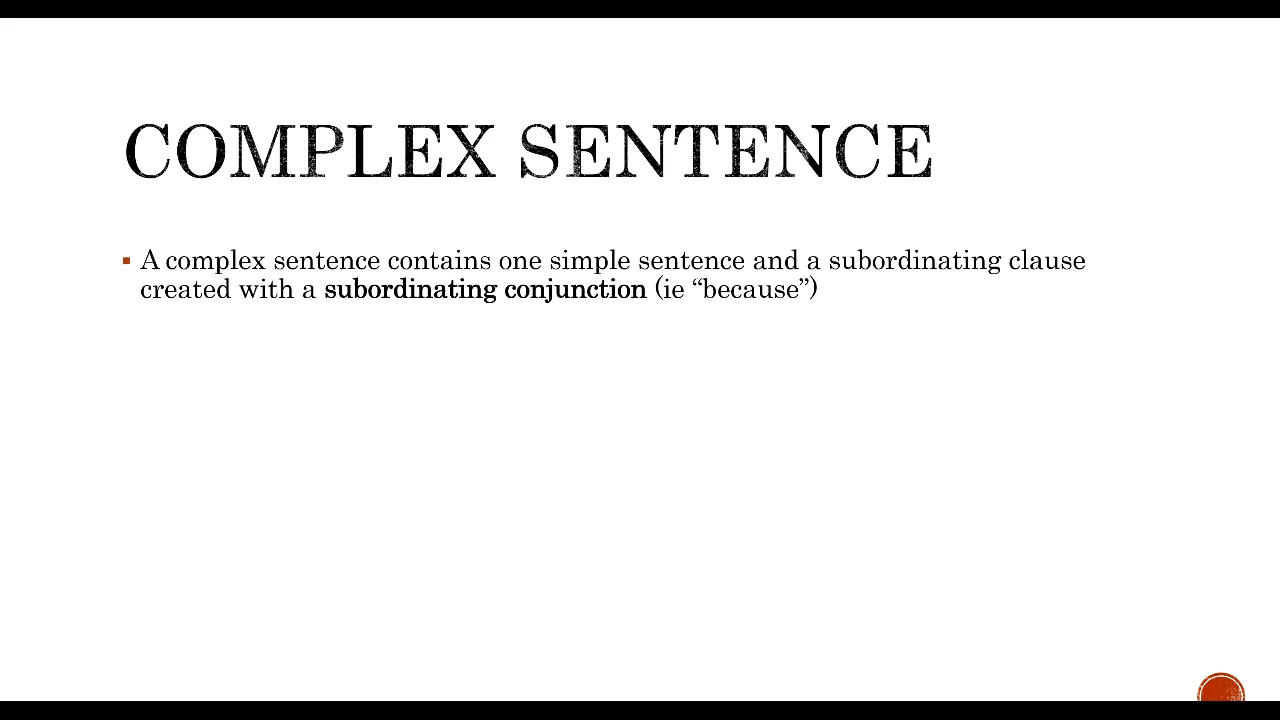 COMPLEX SENTENCE
▪ A complex sentence contains one simple sentence and a subordinating clause
created with a subordinating conjunction (ie “because”)